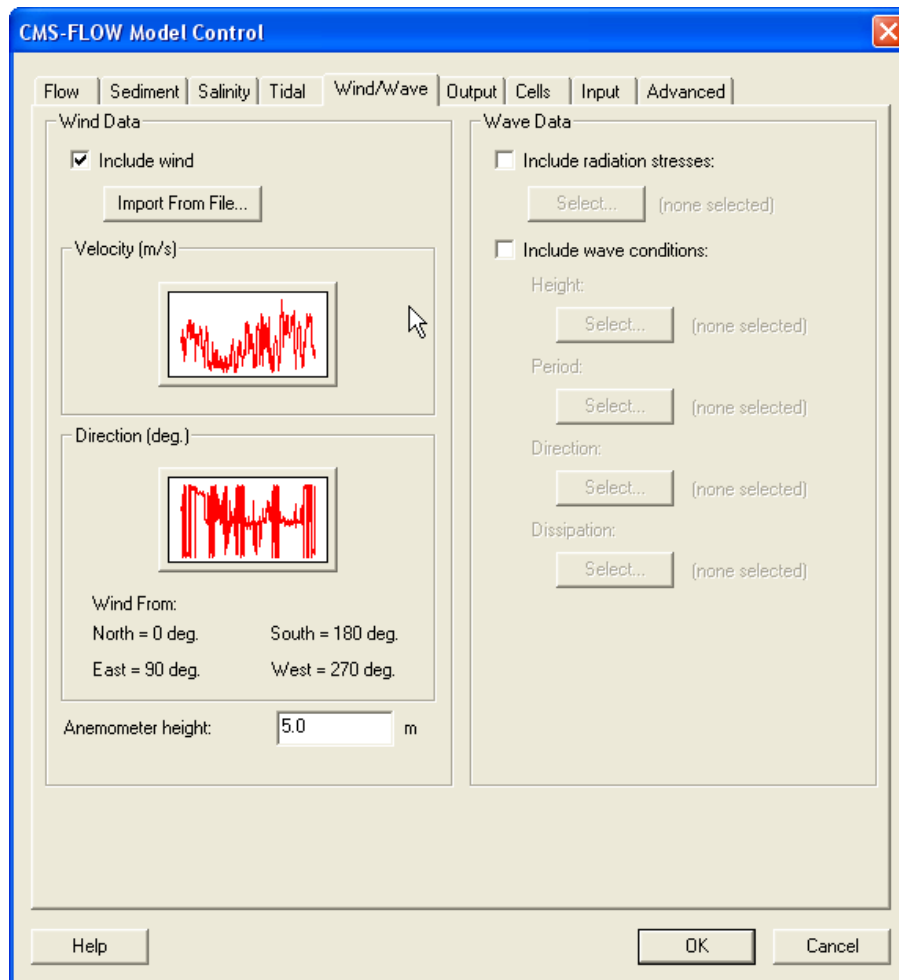 CMS-FLOW Model Control
Flow Sediment Salinity Tidal Wind/Wave Output Cells Input Advanced
Wind Data
Include wind
Import From File...
Velocity (m/s)
Direction (deg.)
Wind From:
North = 0 deg. South = 180 deg.
East = 90 deg. West = 270 deg.
Anemometer height: 5.0 m
Wave Data
Include radiation stresses:
Select... (none selected)
Include wave conditions:
Height:
Select... (none selected)
Period:
Select... (none selected)
Direction:
Select... (none selected)
Dissipation:
Select... (none selected)
Help OK Cancel